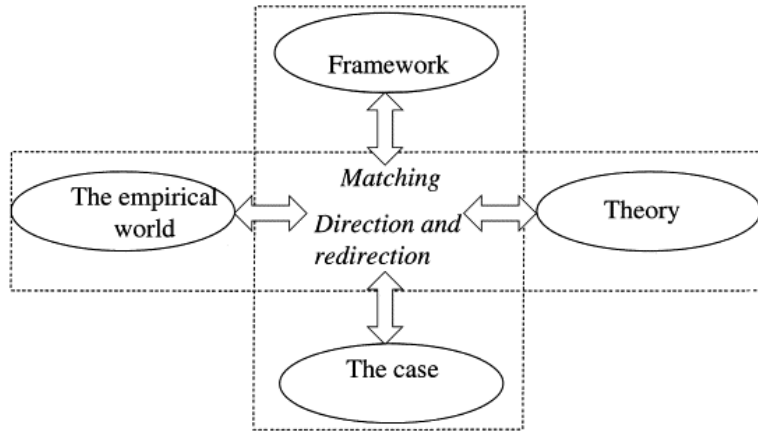 Framework
Matching
The empirical
world
Direction and
redirection
Theory
The case